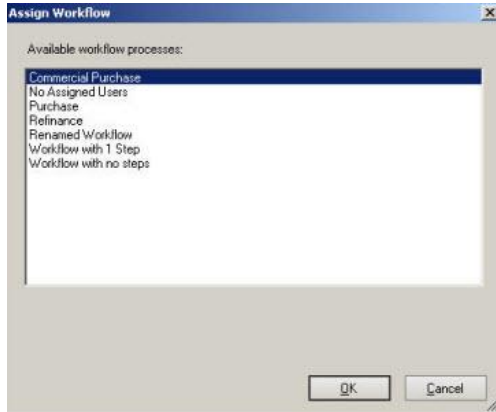 Assign Workflow
Available workflow processes:
Commercial Purchase
No Assigned Users
Purchase
Refinance
Renamed Workflow
Workflow with 1 Step
Workflow with no steps
OK
Cancel